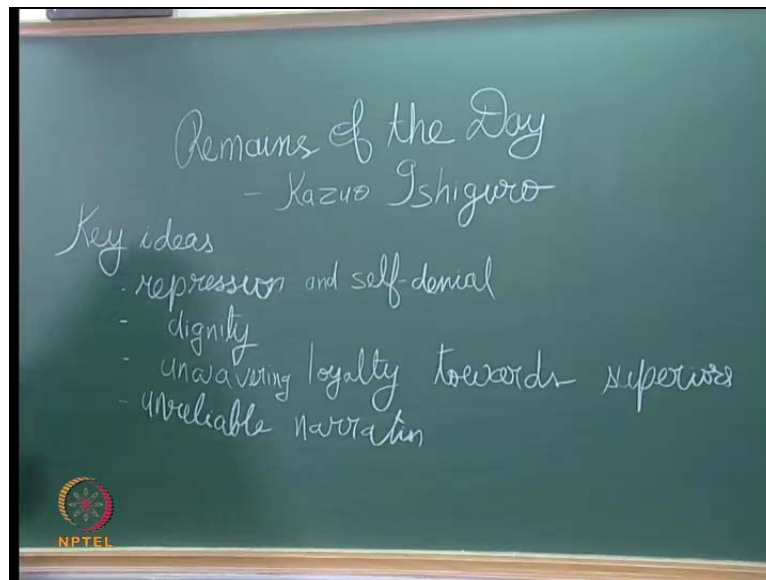 Remains of the Day
- Kazuo Ishiguro
Key ideas
- repression and self-denial
- dignity
- unwavering loyalty towards superiors
- unreliable narration
NPTEL